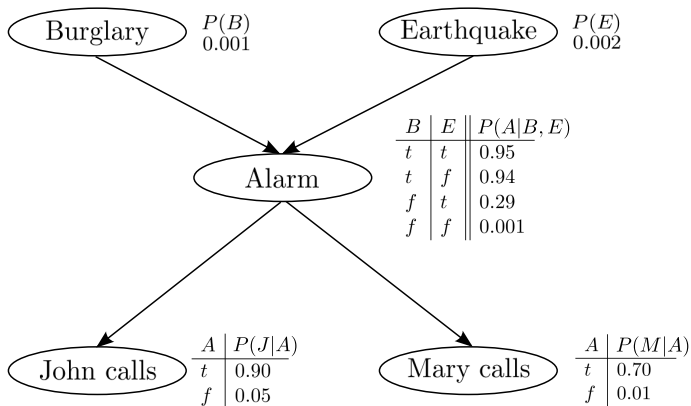 Burglary
P(B)
0.001
Earthquake
P(E)
0.002
Alarm
B E P(A|B, E)
t t 0.95
t f 0.94
f t 0.29
f f 0.001
John calls
A P(J|A)
t 0.90
f 0.05
Mary calls
A P(M|A)
t 0.70
f 0.01